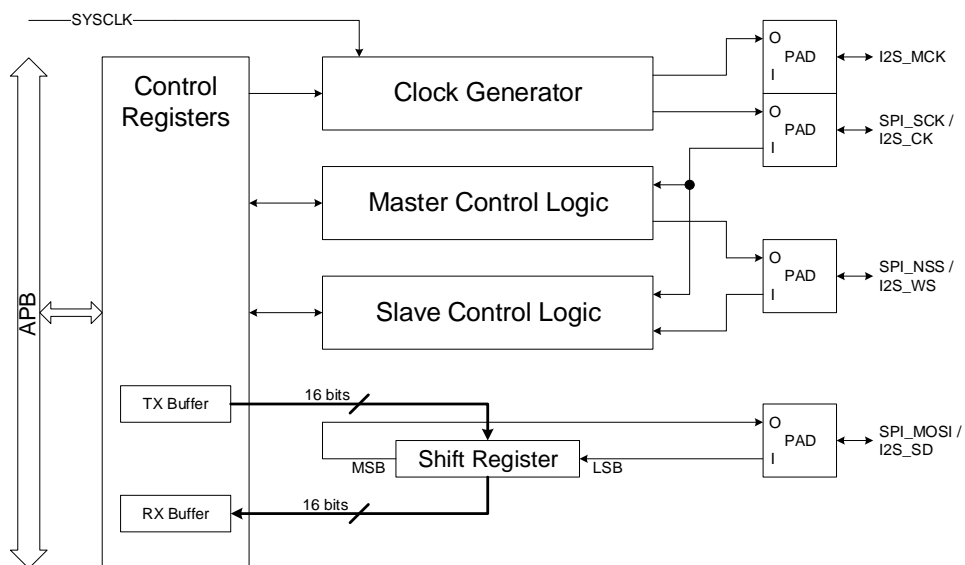 SYSCLK
APB
Control
Registers
Clock Generator
Master Control Logic
Slave Control Logic
TX Buffer
16 bits
MSB
Shift Register
LSB
RX Buffer
16 bits
O
PAD
I
I2S_MCK
O
PAD
I
SPI_SCK /
I2S_CK
O
PAD
I
SPI_NSS /
I2S_WS
O
PAD
I
SPI_MOSI /
I2S_SD